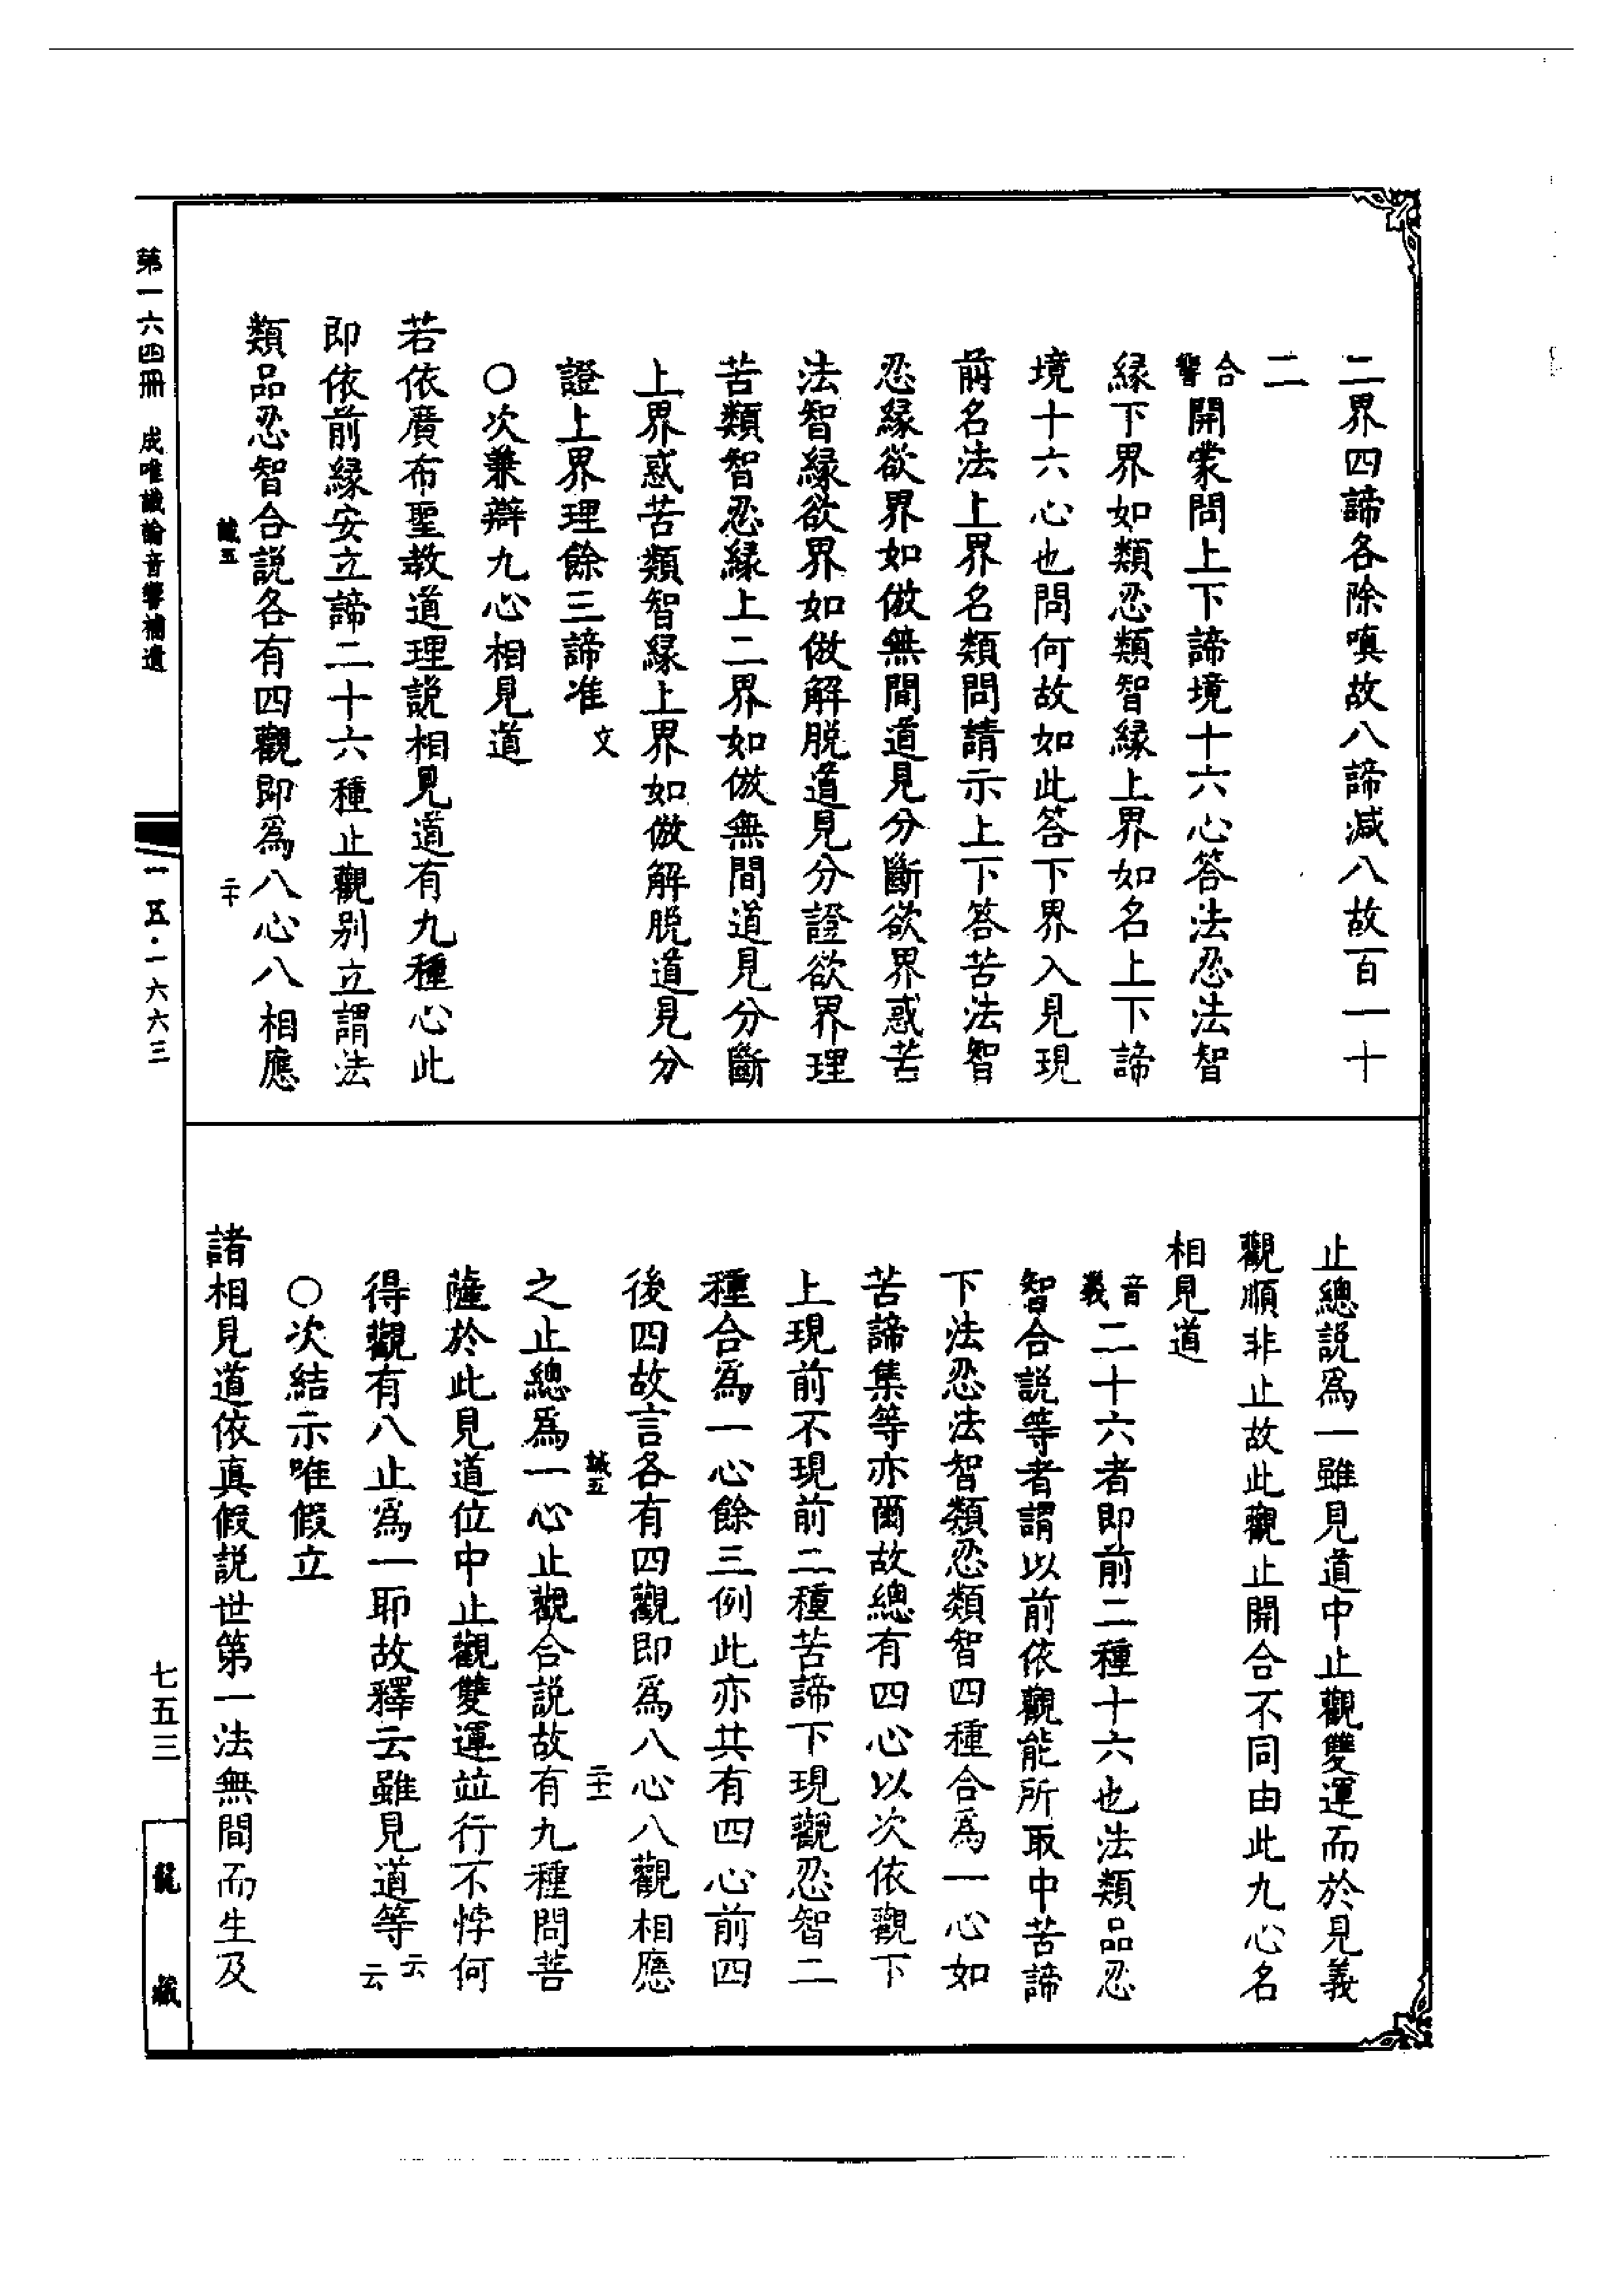 二界四諦各除嗔故八諦减八故百一十
二
合響開蒙問上下諦境十六心答法忍法智
緣下界如類忍類智緣上界如名上下諦
境十六心也問何故如此答下界入見現
前名法上界名類問請示上下答苦法智
忍緣欲界如倣無間道見分斷欲界惑苦
法智緣欲界如倣解脱道見分證欲界理
苦類智忍緣上二界如倣無間道見分斷
上界惑苦類智緣上界如倣解脱道見分
證上界理餘三諦准文
○次兼辯九心相見道
若依廣布聖教道理説相見道有九種心此
即依前緣安立諦二十六種止觀别立謂法
類品忍智合説各有四觀即爲八心八相應
識五
二十
止總説爲一雖見道中止觀雙運而於見義
觀順非止故此觀止開合不同由此九心名
相見道
音義二十六者即前二種十六也法類品忍
智合説等者謂以前依觀能所取中苦諦
下法忍法智類忍類智四種合爲一心如
苦諦集等亦爾故總有四心以次依觀下
上現前不現前二種苦諦下現觀忍智二
種合爲一心餘三例此亦共有四心前四
後四故言各有四觀即爲八心八觀相應
識五
二十一
之止總爲一心止觀合説故有九種問菩
薩於此見道位中止觀雙運竝行不悖何
得觀有八止爲一耶故釋云雖見道等云云
○次結示唯假立
諸相見道依真假説世第一法無間而生及
第一六四册 成唯識論音響補遺
一五·一六六三
七五三
龍藏